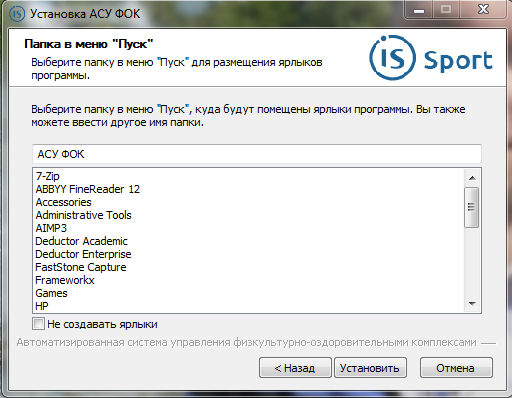 Установка АСУ ФОК
Папка в меню "Пуск"
Выберите папку в меню "Пуск" для размещения ярлыков
программы.
iS Sport
Выберите папку в меню "Пуск", куда будут помещены ярлыки программы. Вы также
можете ввести другое имя папки.
АСУ ФОК
7-Zip
ABBYY FineReader 12
Accessories
Administrative Tools
AIMP3
Deductor Academic
Deductor Enterprise
FastStone Capture
Frameworkx
Games
HP
Не создавать ярлыки
Автоматизированная система управления физкультурно-оздоровительными комплексами
< Назад Установить Отмена